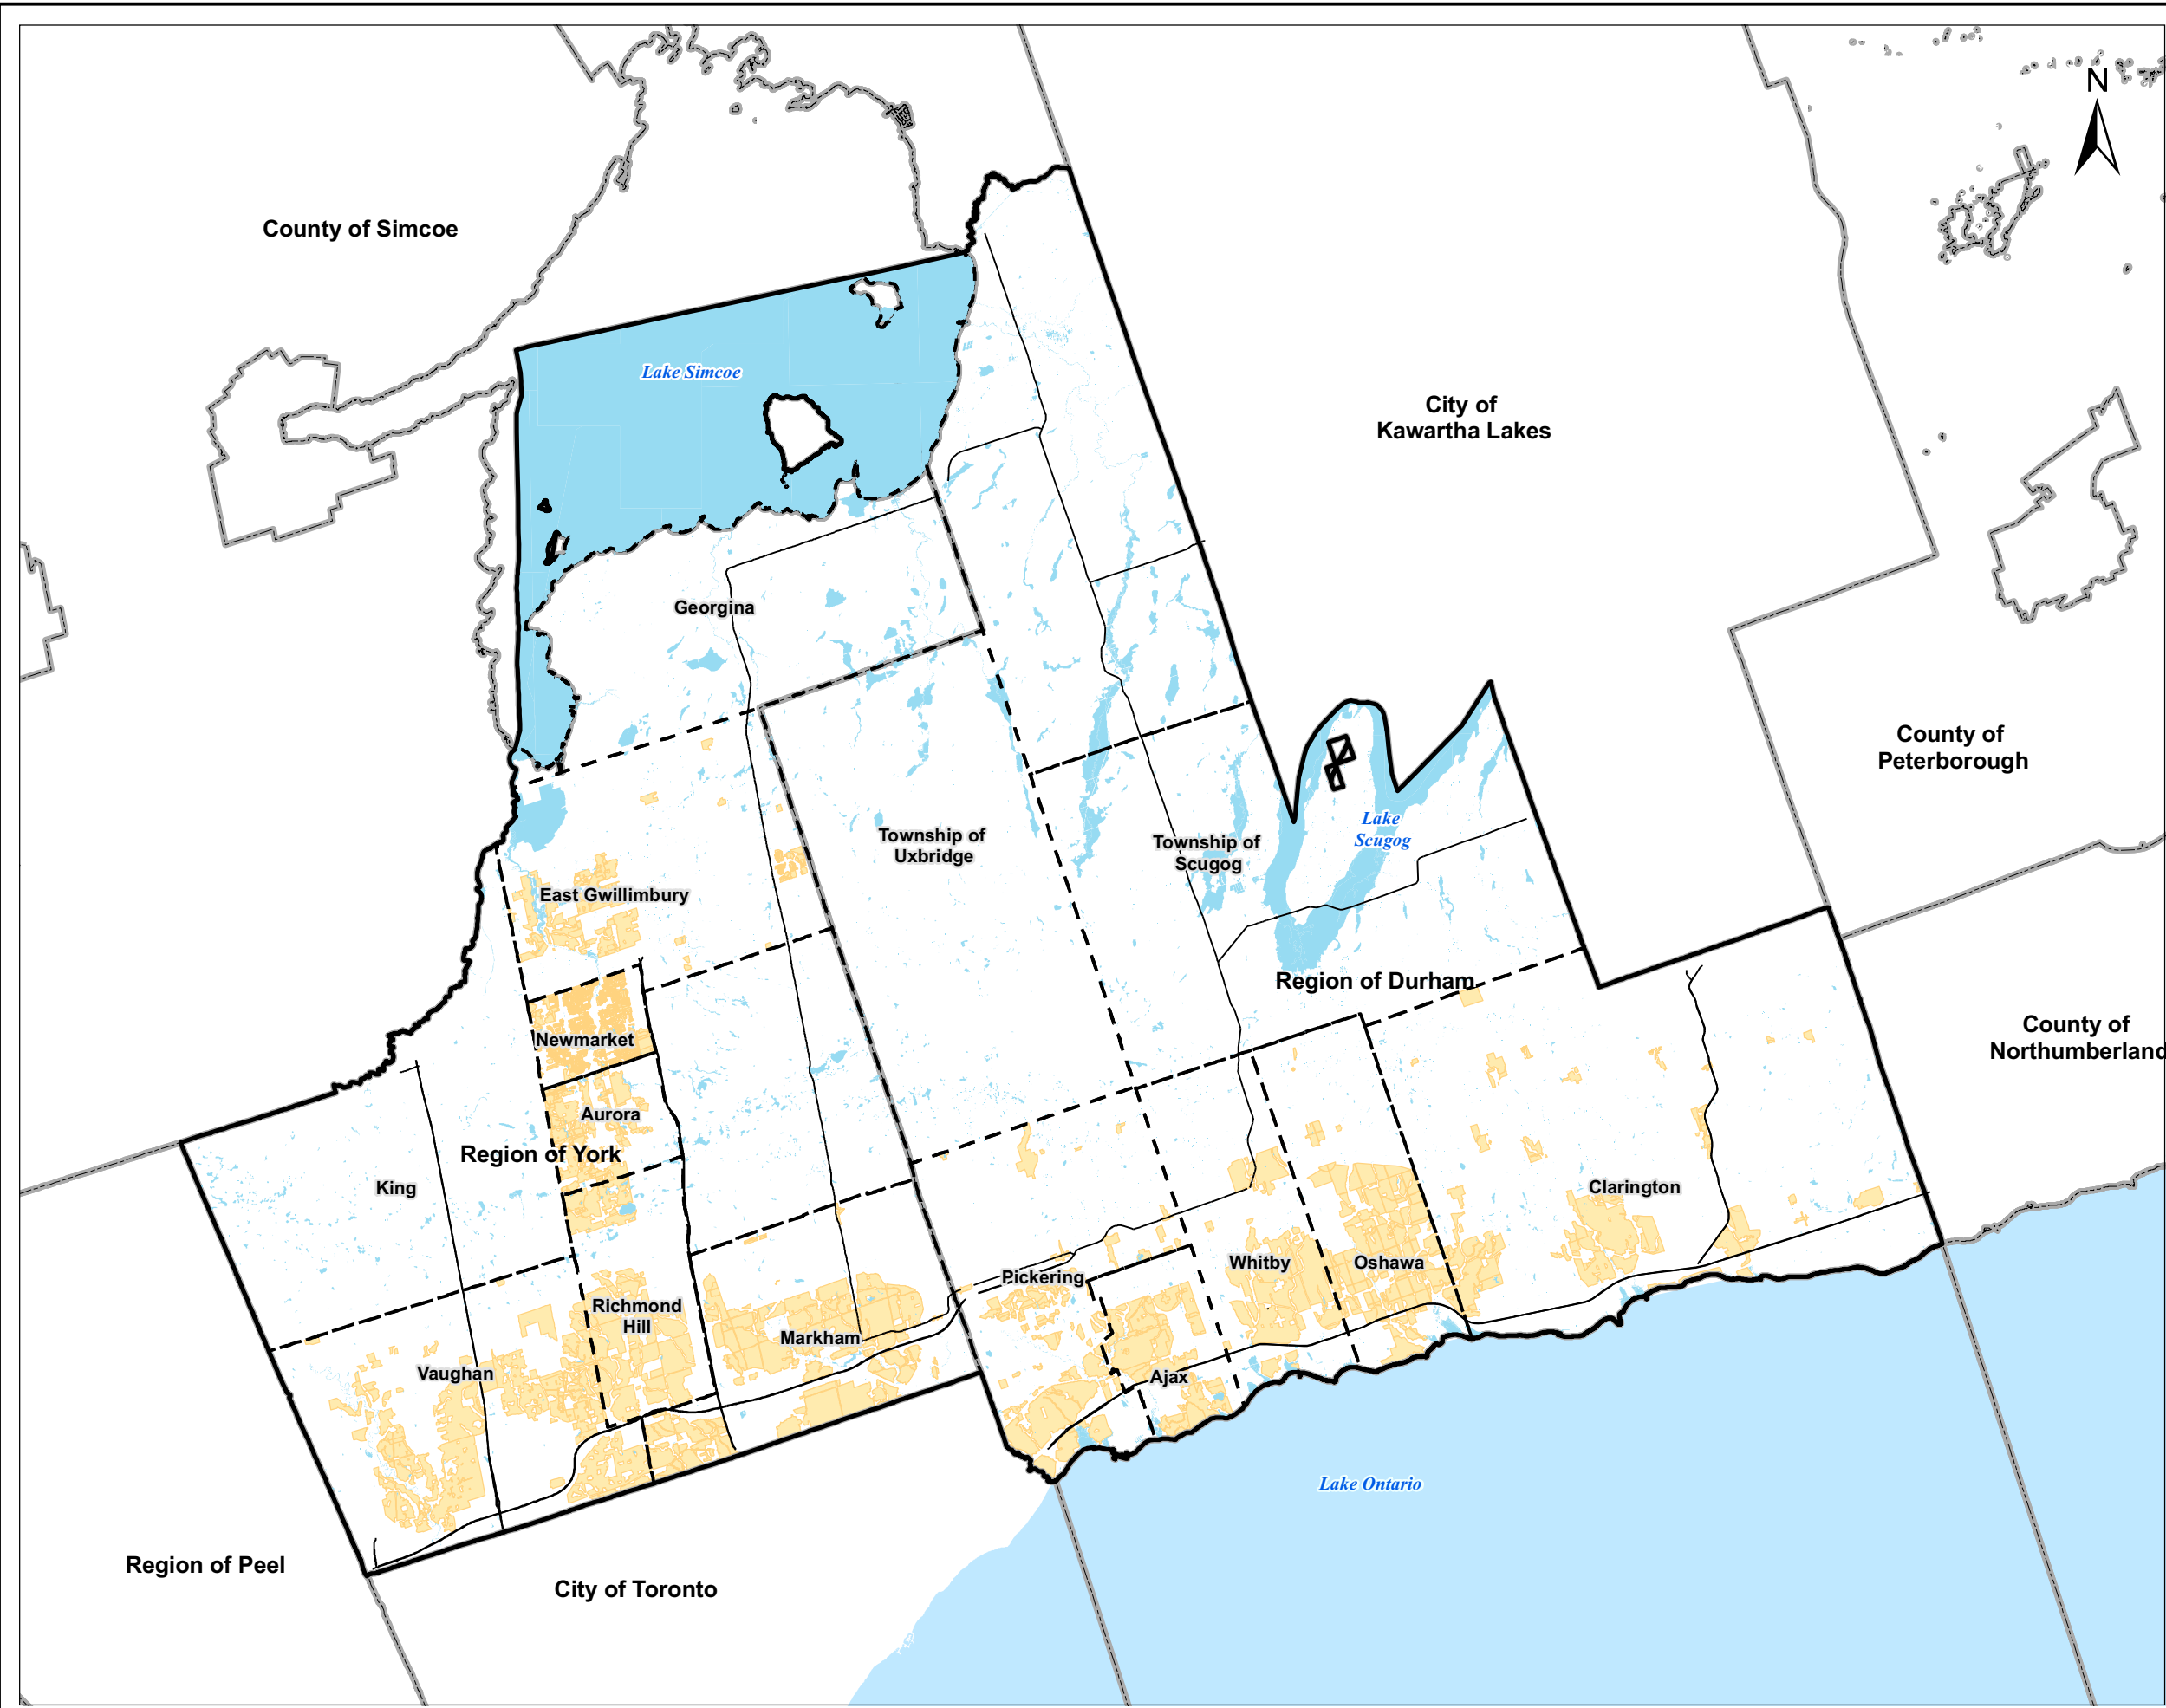 N
County of Simcoe
Lake Simcoe
City of
Kawartha Lakes
Georgina
County of
Peterborough
Township of
Uxbridge
Township of
Scugog
Lake
Scugog
East Gwillimbury
Region of Durham
Newmarket
County of
Northumberland
Aurora
Region of York
King
Clarington
Whitby
Oshawa
Pickering
Richmond
Hill
Markham
Vaughan
Ajax
Lake Ontario
Region of Peel
City of Toronto